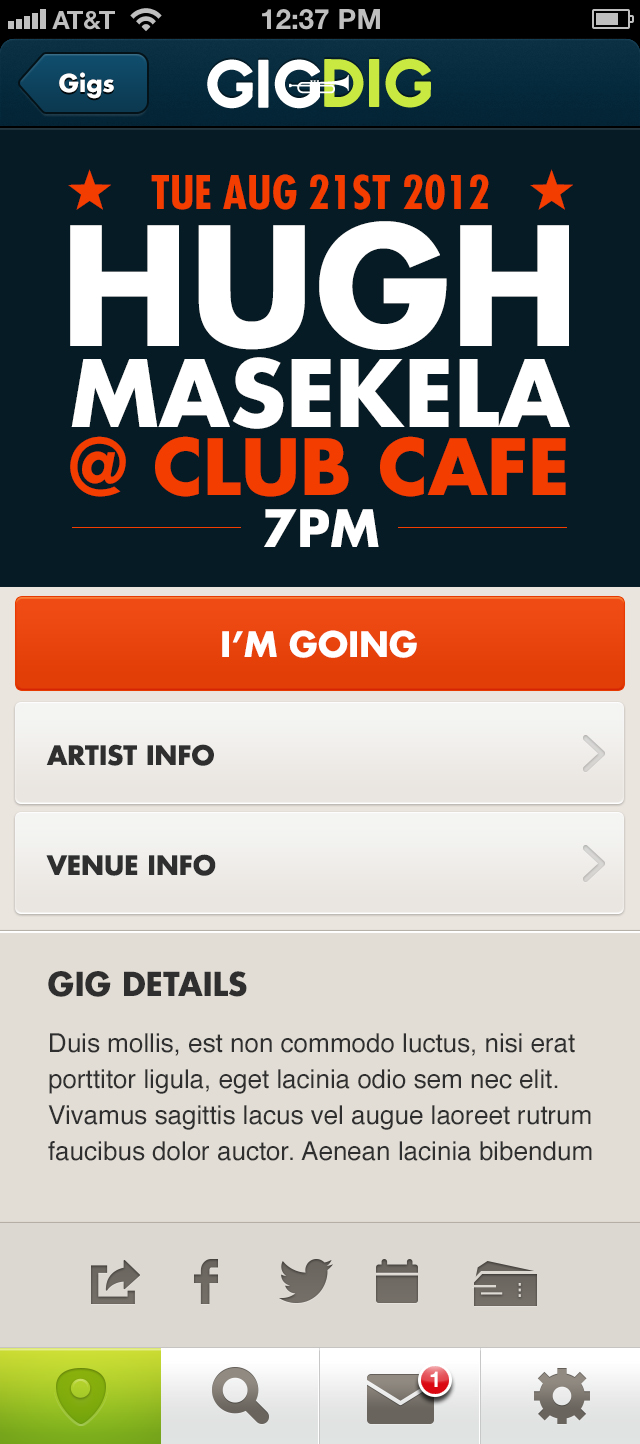 AT&T 12:37 PM
Gigs
GIGDIG
TUE AUG 21ST 2012
HUGH
MASEKELA
@ CLUB CAFE
7PM
I'M GOING
ARTIST INFO
VENUE INFO
GIG DETAILS
Duis mollis, est non commodo luctus, nisi erat
porttitor ligula, eget lacinia odio sem nec elit.
Vivamus sagittis lacus vel augue laoreet rutrum
faucibus dolor auctor. Aenean lacinia bibendum
f
1